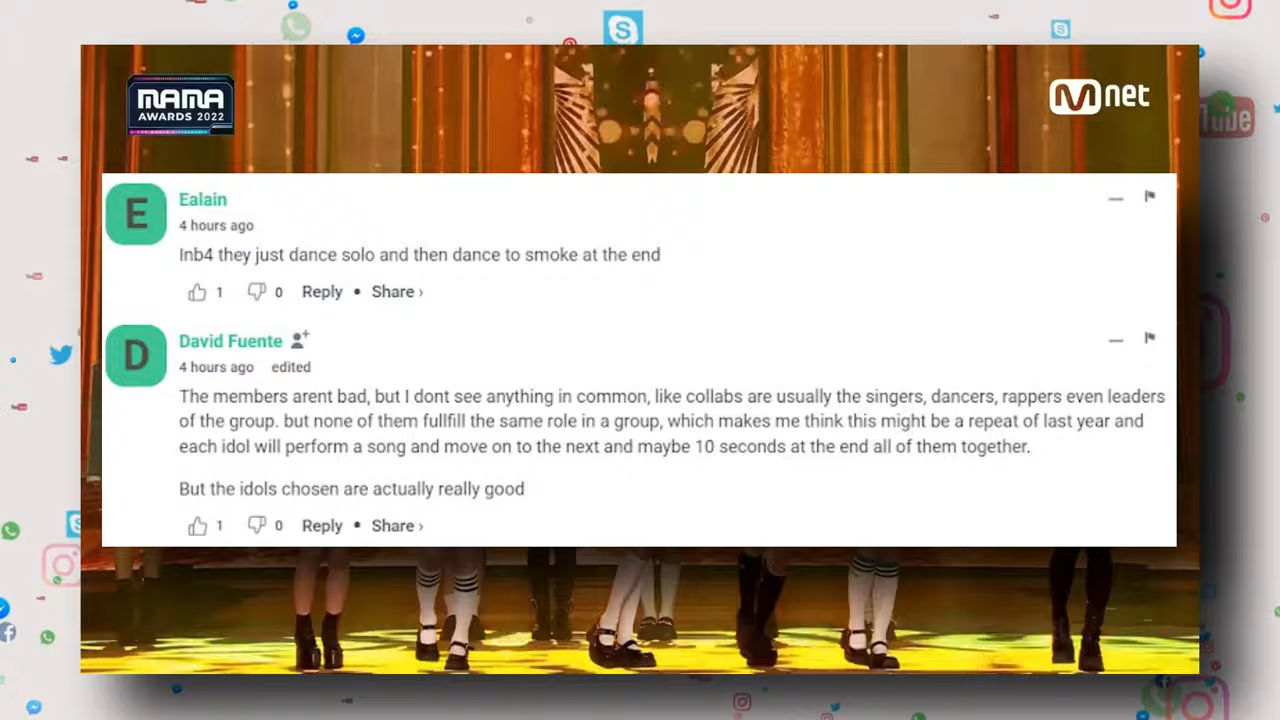 MAMA
AWARDS 2022
mnet
Tube
E
Ealain
4 hours ago
Inb4 they just dance solo and then dance to smoke at the end
1 0 Reply • Share ›
D
David Fuente
4 hours ago edited
The members arent bad, but I dont see anything in common, like collabs are usually the singers, dancers, rappers even leaders
of the group. but none of them fullfill the same role in a group, which makes me think this might be a repeat of last year and
each idol will perform a song and move on to the next and maybe 10 seconds at the end all of them together.
But the idols chosen are actually really good
1 0 Reply • Share ›